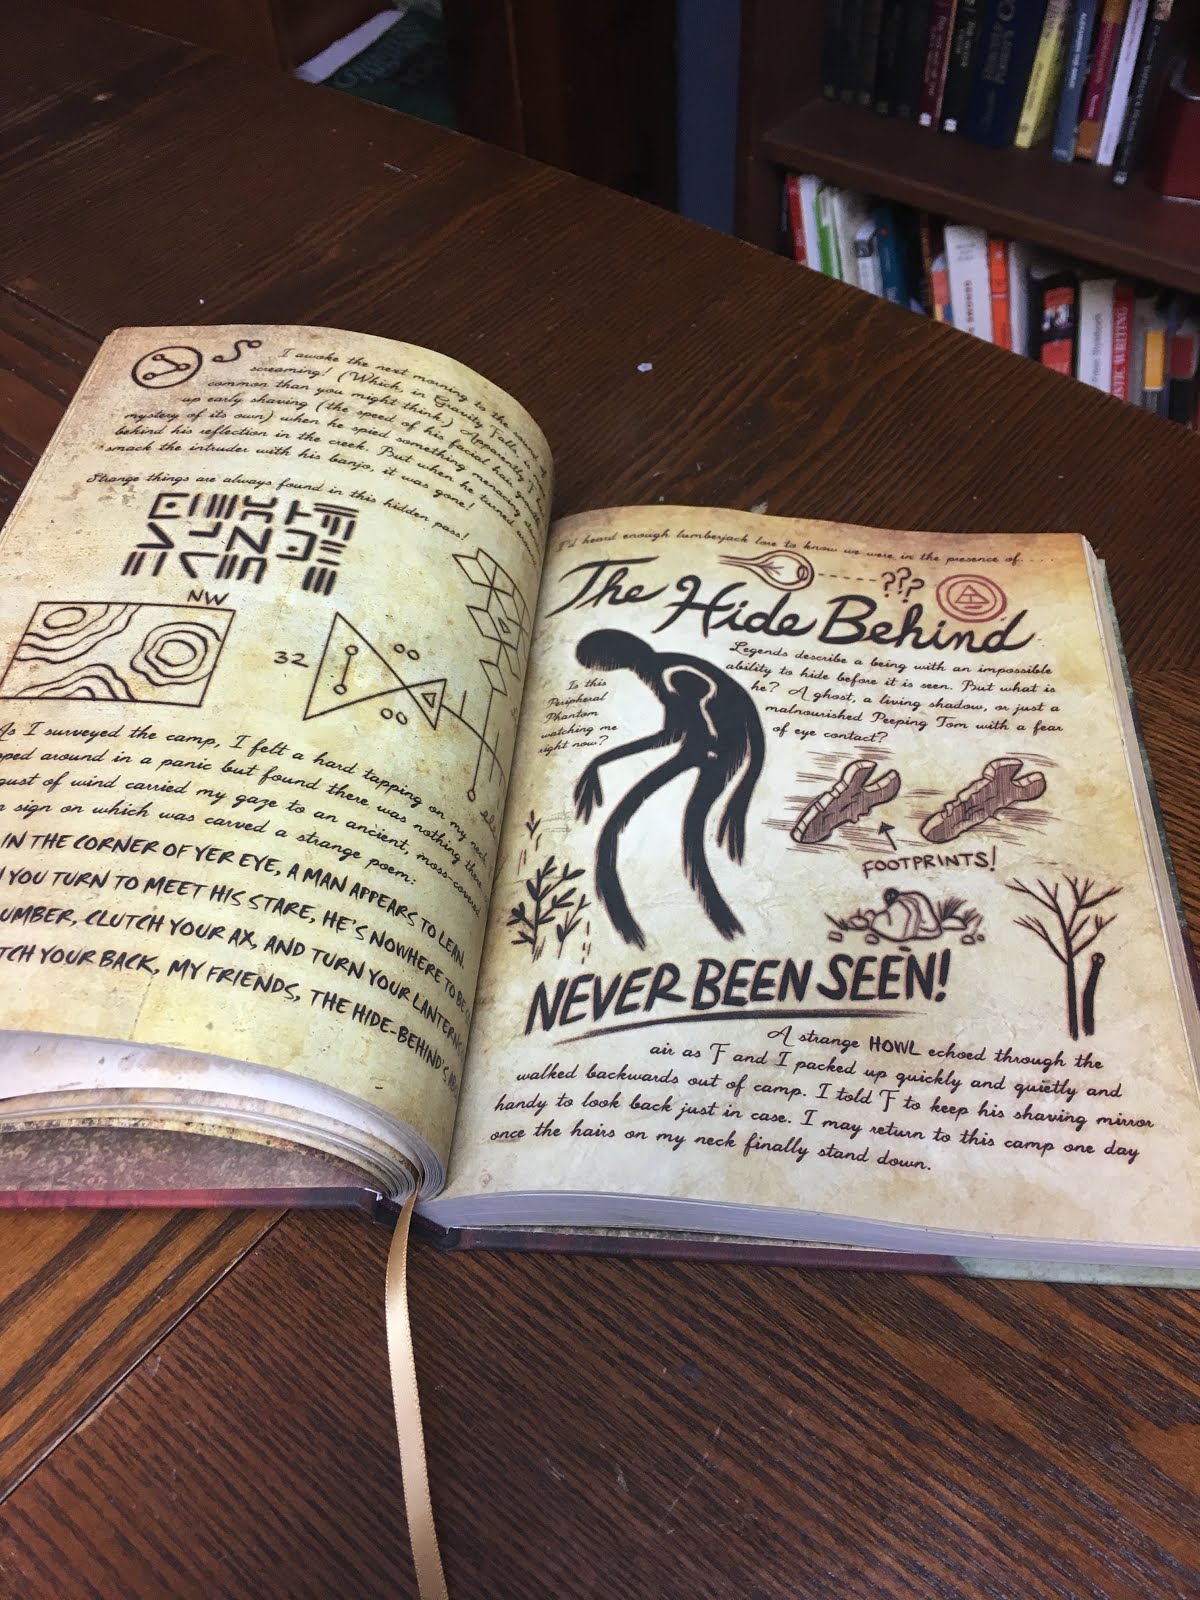 I awoke the next morning to the sound of
screaming! (Which, in Gravity Falls, is
common than you might think.) Apparently F
up early shaving (the speed of his facial hair growth
mystery of its own) when he spied something menacing
behind his reflection in the creek. But when he turned
smack the intruder with his banjo, it was gone!
Strange things are always found in this hidden pass!
NW
32
As I surveyed the camp, I felt a hard tapping on my neck.
around in a panic but found there was nothing there.
gust of wind carried my gaze to an ancient, moss-covered
sign on which was carved a strange poem:
IN THE CORNER OF YER EYE, A MAN APPEARS TO LEAN.
YOU TURN TO MEET HIS STARE, HE'S NOWHERE TO BE
CLUTCH YOUR AX, AND TURN YOUR LANTERN
YOUR BACK, MY FRIENDS, THE HIDE-BEHIND'S
I'd heard enough lumberjack lore to know we were in the presence of....
???
The Hide Behind
Legends describe a being with an impossible
ability to hide before it is seen. But what is
he? A ghost, a living shadow, or just a
malnourished Peeping Tom with a fear
of eye contact?
Is this
Peripheral
Phantom
watching me
right now?
FOOTPRINTS!
NEVER BEEN SEEN!
A strange HOWL echoed through the
air as F and I packed up quickly and quietly and
walked backwards out of camp. I told F to keep his shaving mirror
handy to look back just in case. I may return to this camp one day
once the hairs on my neck finally stand down.
WRITING